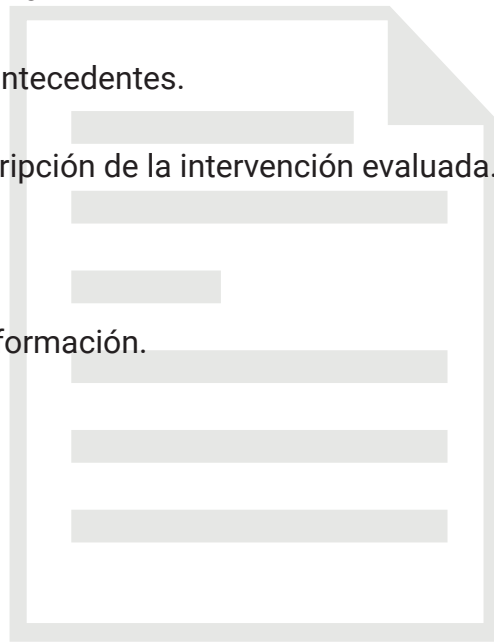 ntecedentes.
ripción de la intervención evaluada.
formación.